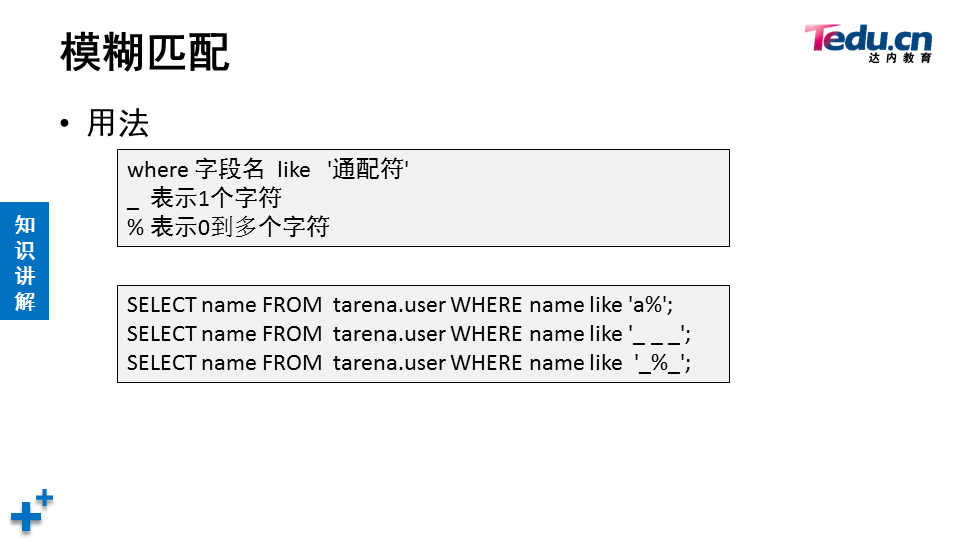 模糊匹配
Tedu.cn
达内教育
• 用法
where 字段名 like '通配符'
_ 表示1个字符
% 表示0到多个字符
知
识
讲
解
SELECT name FROM tarena.user WHERE name like 'a%';
SELECT name FROM tarena.user WHERE name like '_ _ _';
SELECT name FROM tarena.user WHERE name like '_%_';